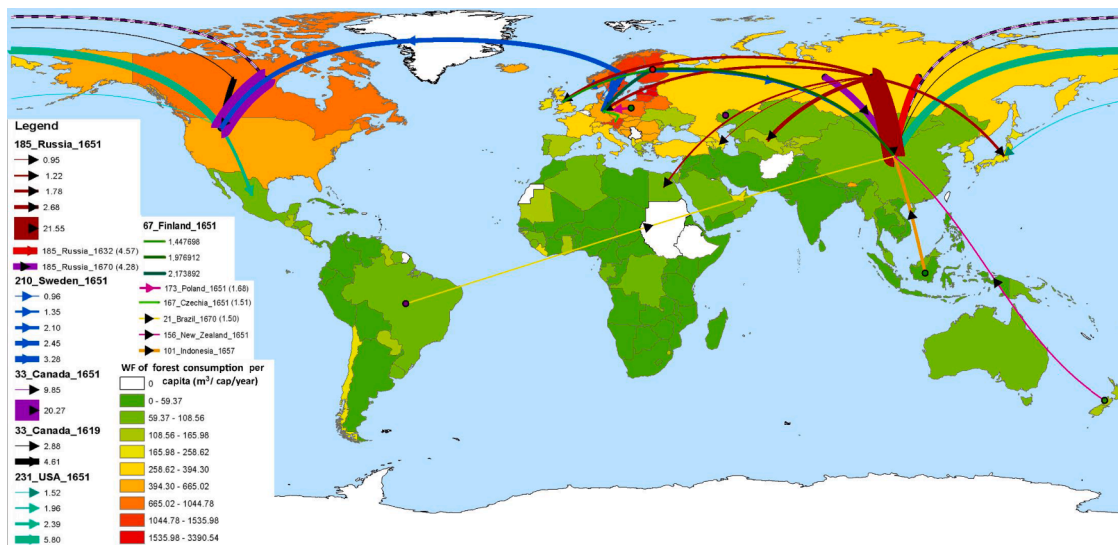 Legend
185_Russia_1651
0.95
1.22
1.78
2.68
21.55
185_Russia_1632 (4.57)
185_Russia_1670 (4.28)
210_Sweden_1651
0.96
1.35
2.10
2.45
3.28
33_Canada_1651
9.85
20.27
33_Canada_1619
2.88
4.61
231_USA_1651
1.52
1.96
2.39
5.80
67_Finland_1651
1.447698
1.976912
2.173892
173_Poland_1651 (1.68)
167_Czechia_1651 (1.51)
21_Brazil_1670 (1.50)
156_New_Zealand_1651
101_Indonesia_1657
WF of forest consumption per
capita (m³/ cap/year)
0
0 - 59.37
59.37 - 108.56
108.56 - 165.98
165.98 - 258.62
258.62 - 394.30
394.30 - 665.02
665.02 - 1044.78
1044.78 - 1535.98
1535.98 - 3390.54